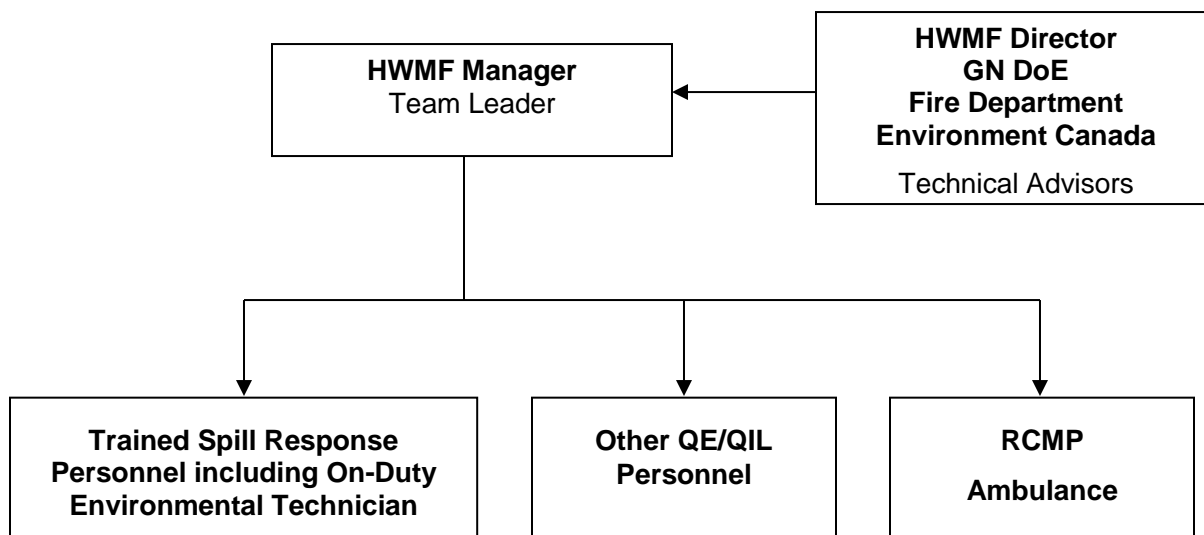 HWMF Manager
Team Leader
HWMF Director
GN DoE
Fire Department
Environment Canada
Technical Advisors
Trained Spill Response
Personnel including On-Duty
Environmental Technician
Other QE/QIL
Personnel
RCMP
Ambulance